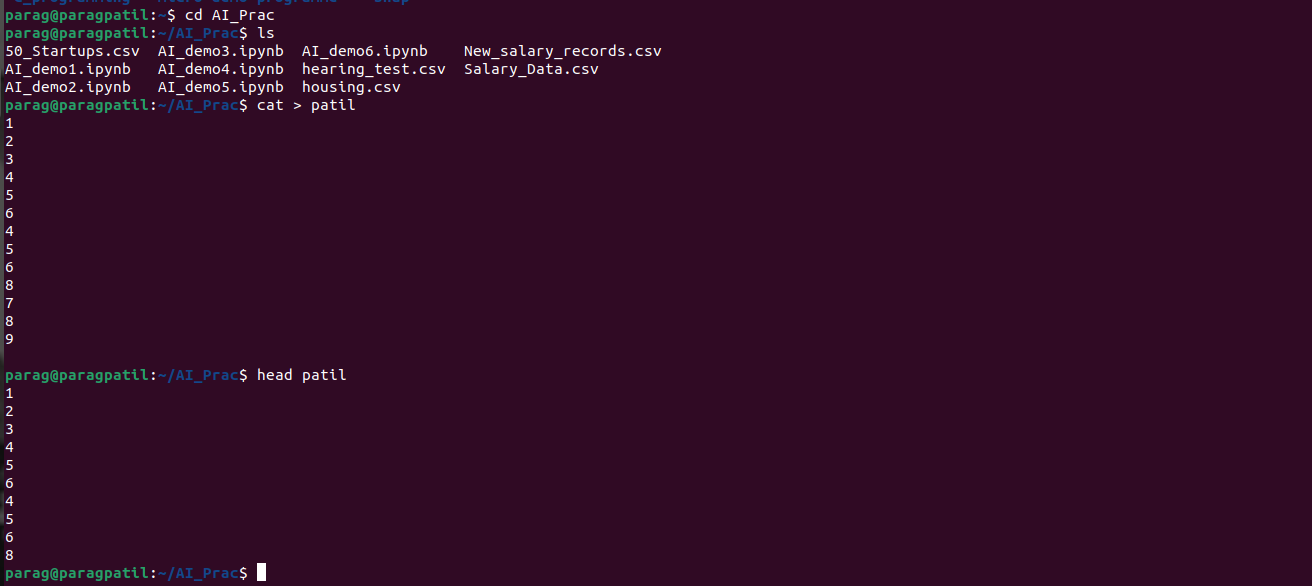 parag@paragpatil:~$ cd AI_Prac
parag@paragpatil:~/AI_Prac$ ls
50_Startups.csv  AI_demo3.ipynb  AI_demo6.ipynb    New_salary_records.csv
AI_demo1.ipynb   AI_demo4.ipynb  hearing_test.csv  Salary_Data.csv
AI_demo2.ipynb   AI_demo5.ipynb  housing.csv
parag@paragpatil:~/AI_Prac$ cat > patil
1
2
3
4
5
6
4
5
6
8
7
8
9

parag@paragpatil:~/AI_Prac$ head patil
1
2
3
4
5
6
4
5
6
8
parag@paragpatil:~/AI_Prac$